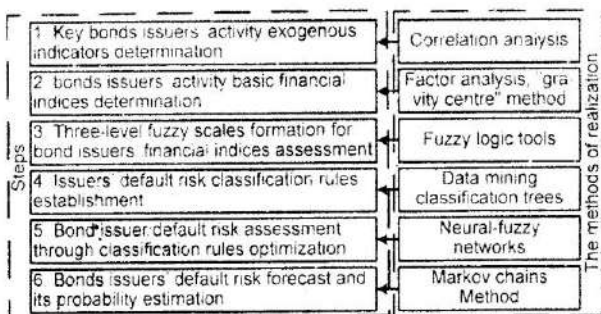 1 Key bonds issuers activity exogenous
indicators determination
Correlation analysis
2 bonds issuers activity basic financial
indices determination
Factor analysis, "gra-
vity centre" method
3 Three-level fuzzy scales formation for
bond issuers' financial indices assessment
Fuzzy logic tools
4 Issuers' default risk classification rules
establishment
Data mining
classification trees
5 Bond issuer default risk assessment
through classification rules optimization
Neural-fuzzy
networks
6. Bonds issuers' default risk forecast and
its probability estimation
Markov chains
Method
Steps
The methods of realization